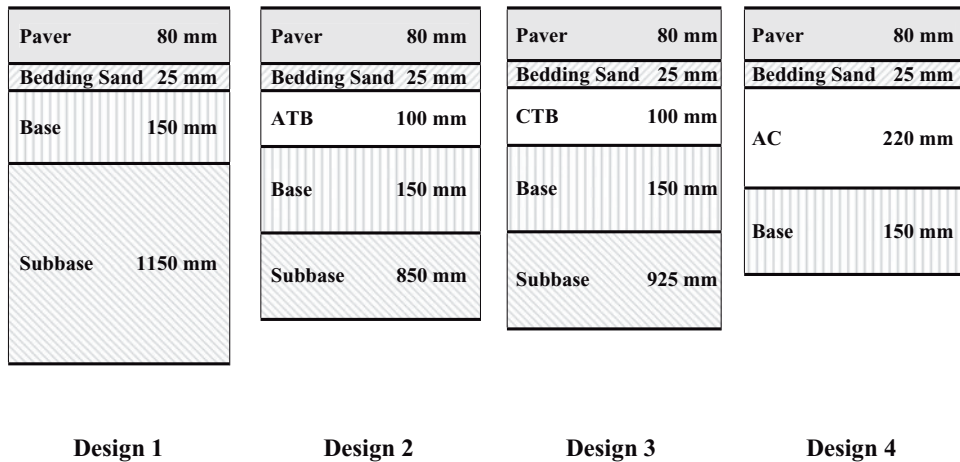 Paver 80 mm
Bedding Sand 25 mm
Base 150 mm
Subbase 1150 mm
Design 1
Paver 80 mm
Bedding Sand 25 mm
ATB 100 mm
Base 150 mm
Subbase 850 mm
Design 2
Paver 80 mm
Bedding Sand 25 mm
CTB 100 mm
Base 150 mm
Subbase 925 mm
Design 3
Paver 80 mm
Bedding Sand 25 mm
AC 220 mm
Base 150 mm
Design 4